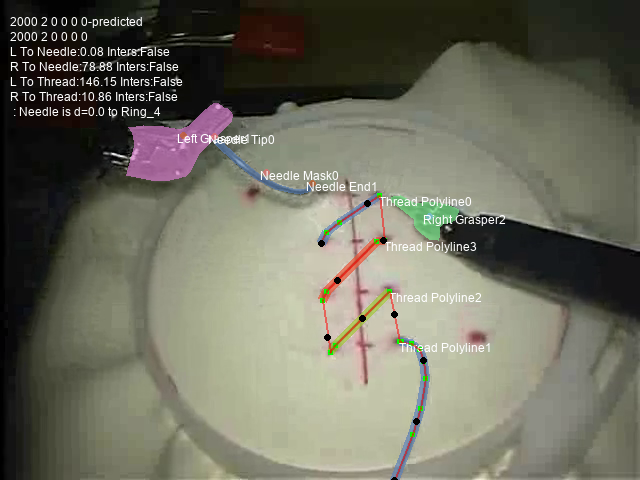 2000 2 0 0 0 0-predicted
2000 2 0 0 0 0
L To Needle:0.08 Inters:False
R To Needle:78.88 Inters:False
L To Thread:146.15 Inters:False
R To Thread:10.86 Inters:False
: Needle is d=0.0 to Ring_4
Left Grasper1
Needle Tip0
Needle Mask0
Needle End1
Thread Polyline0
Right Grasper2
Thread Polyline3
Thread Polyline2
Thread Polyline1